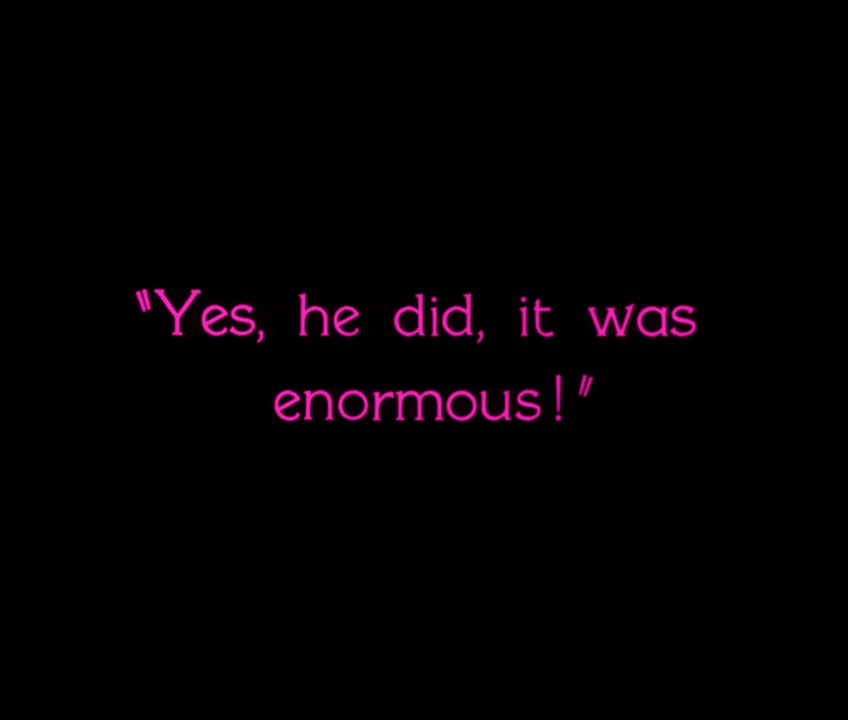 "Yes, he did, it was
enormous!"